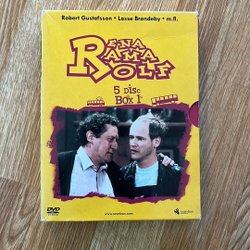 Robert Gustafsson • Lasse Brandeby • m.fl.
RENA
RAMA
ROLF
5 Disc
Box 1
DVD